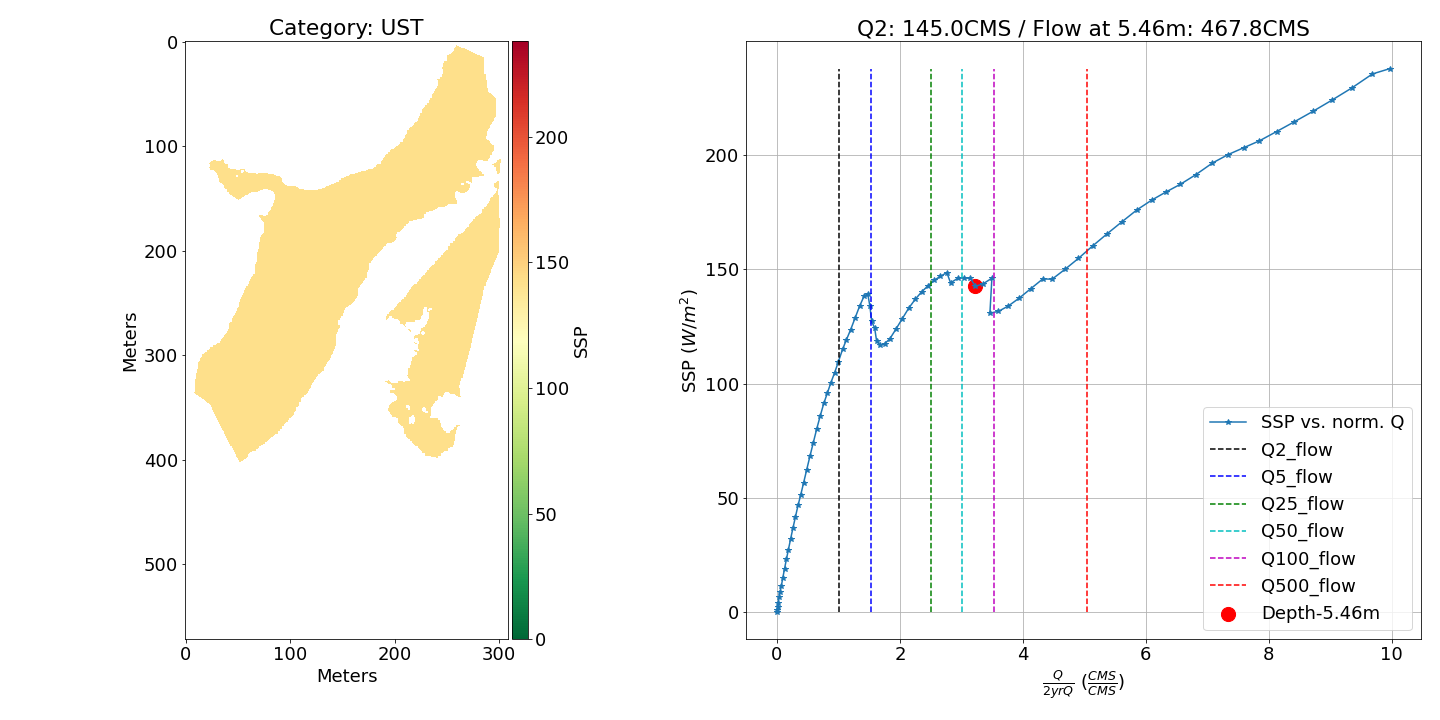 Category: UST
0
100
200
300
400
500
Meters
0
100
200
300
Meters
200
150
100
50
0
SSP
Q2: 145.0CMS / Flow at 5.46m: 467.8CMS
200
150
100
50
0
SSP (W/m²)
0
2
4
6
8
10
Q/2yrQ (CMS/CMS)
SSP vs. norm. Q
Q2_flow
Q5_flow
Q25_flow
Q50_flow
Q100_flow
Q500_flow
Depth-5.46m